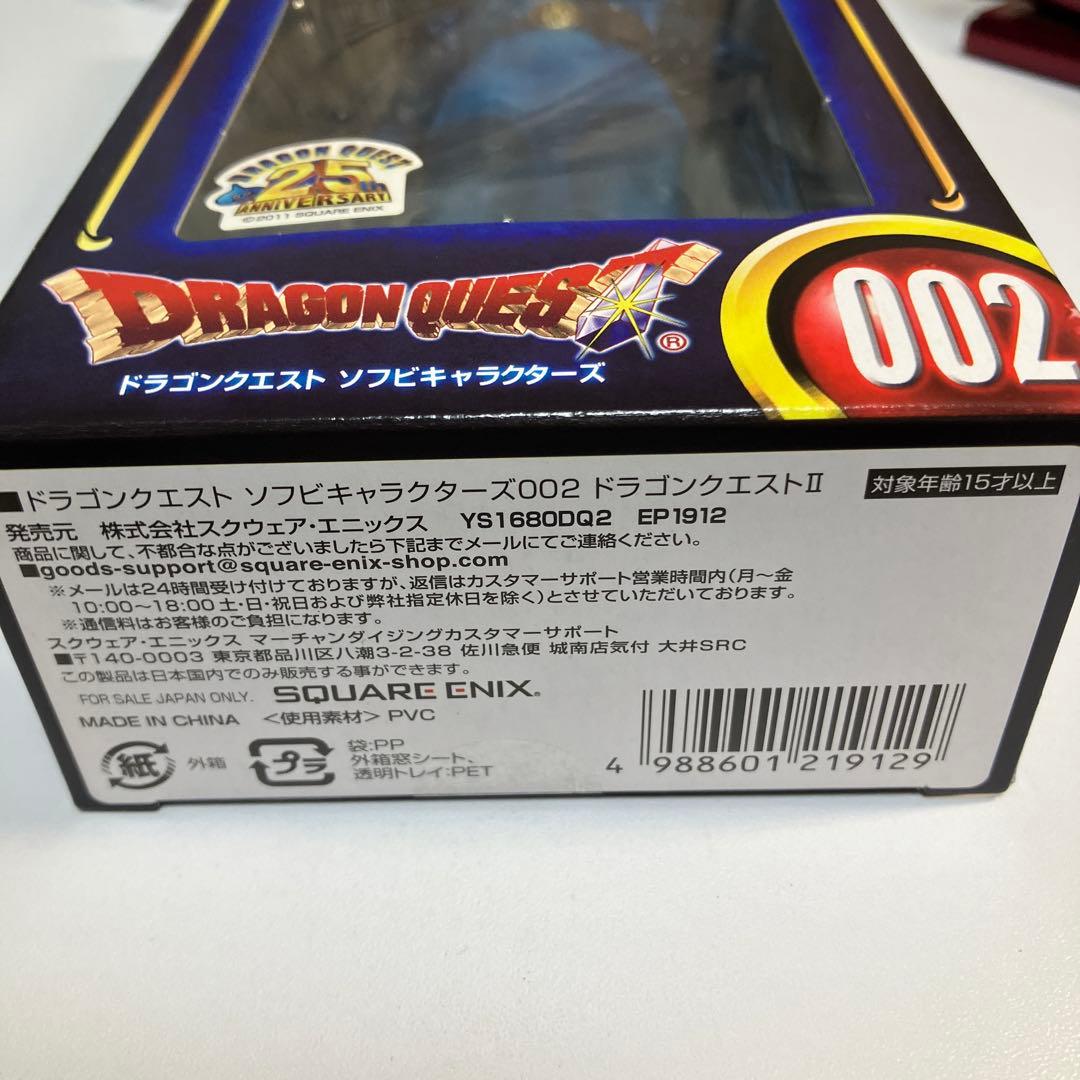 DRAGON QUEST
25th
ANNIVERSARY
©2011 SQUARE ENIX
DRAGON QUEST®
ドラゴンクエスト ソフビキャラクターズ
002
■ドラゴンクエスト ソフビキャラクターズ002 ドラゴンクエストⅡ
対象年齢15才以上
発売元 株式会社スクウェア・エニックス YS1680DQ2 EP1912
商品に関して、不都合な点がございましたら下記までメールにてご連絡ください。
■goods-support@square-enix-shop.com
※メールは24時間受け付けておりますが、返信はカスタマーサポート営業時間内(月〜金
10:00〜18:00 土・日・祝日および弊社指定休日を除く)とさせていただいております。
※通信料はお客様のご負担になります。
スクウェア・エニックス マーチャンダイジングカスタマーサポート
■〒140-0003 東京都品川区八潮3-2-38 佐川急便 城南店気付 大井SRC
この製品は日本国内でのみ販売する事ができます。
FOR SALE JAPAN ONLY. SQUARE ENIX®
MADE IN CHINA <使用素材> PVC
紙 外箱
プラ 袋:PP
外箱窓シート、
透明トレイ:PET
4 988601 219129